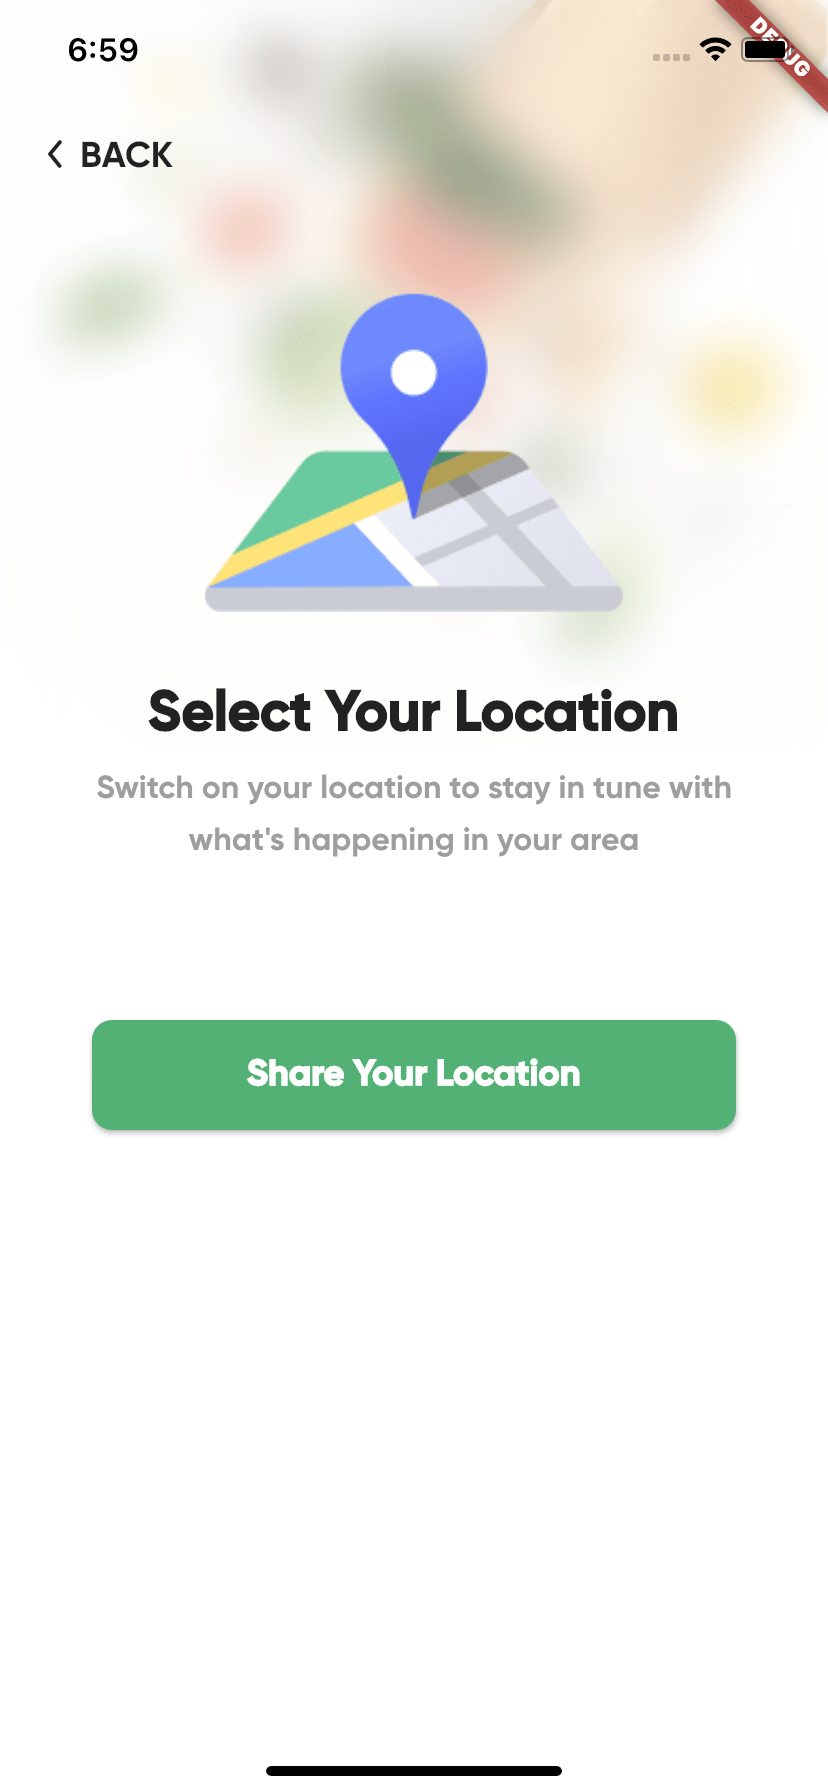 6:59
DEBUG
BACK
Select Your Location
Switch on your location to stay in tune with
what's happening in your area
Share Your Location